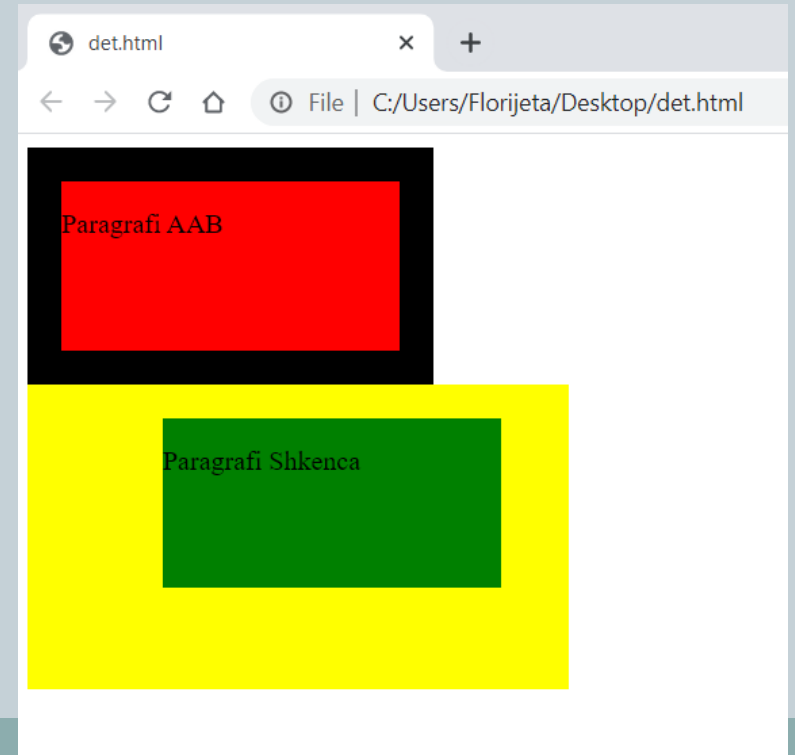 det.html
File | C:/Users/Florijeta/Desktop/det.html
Paragrafi AAB
Paragrafi Shkenca